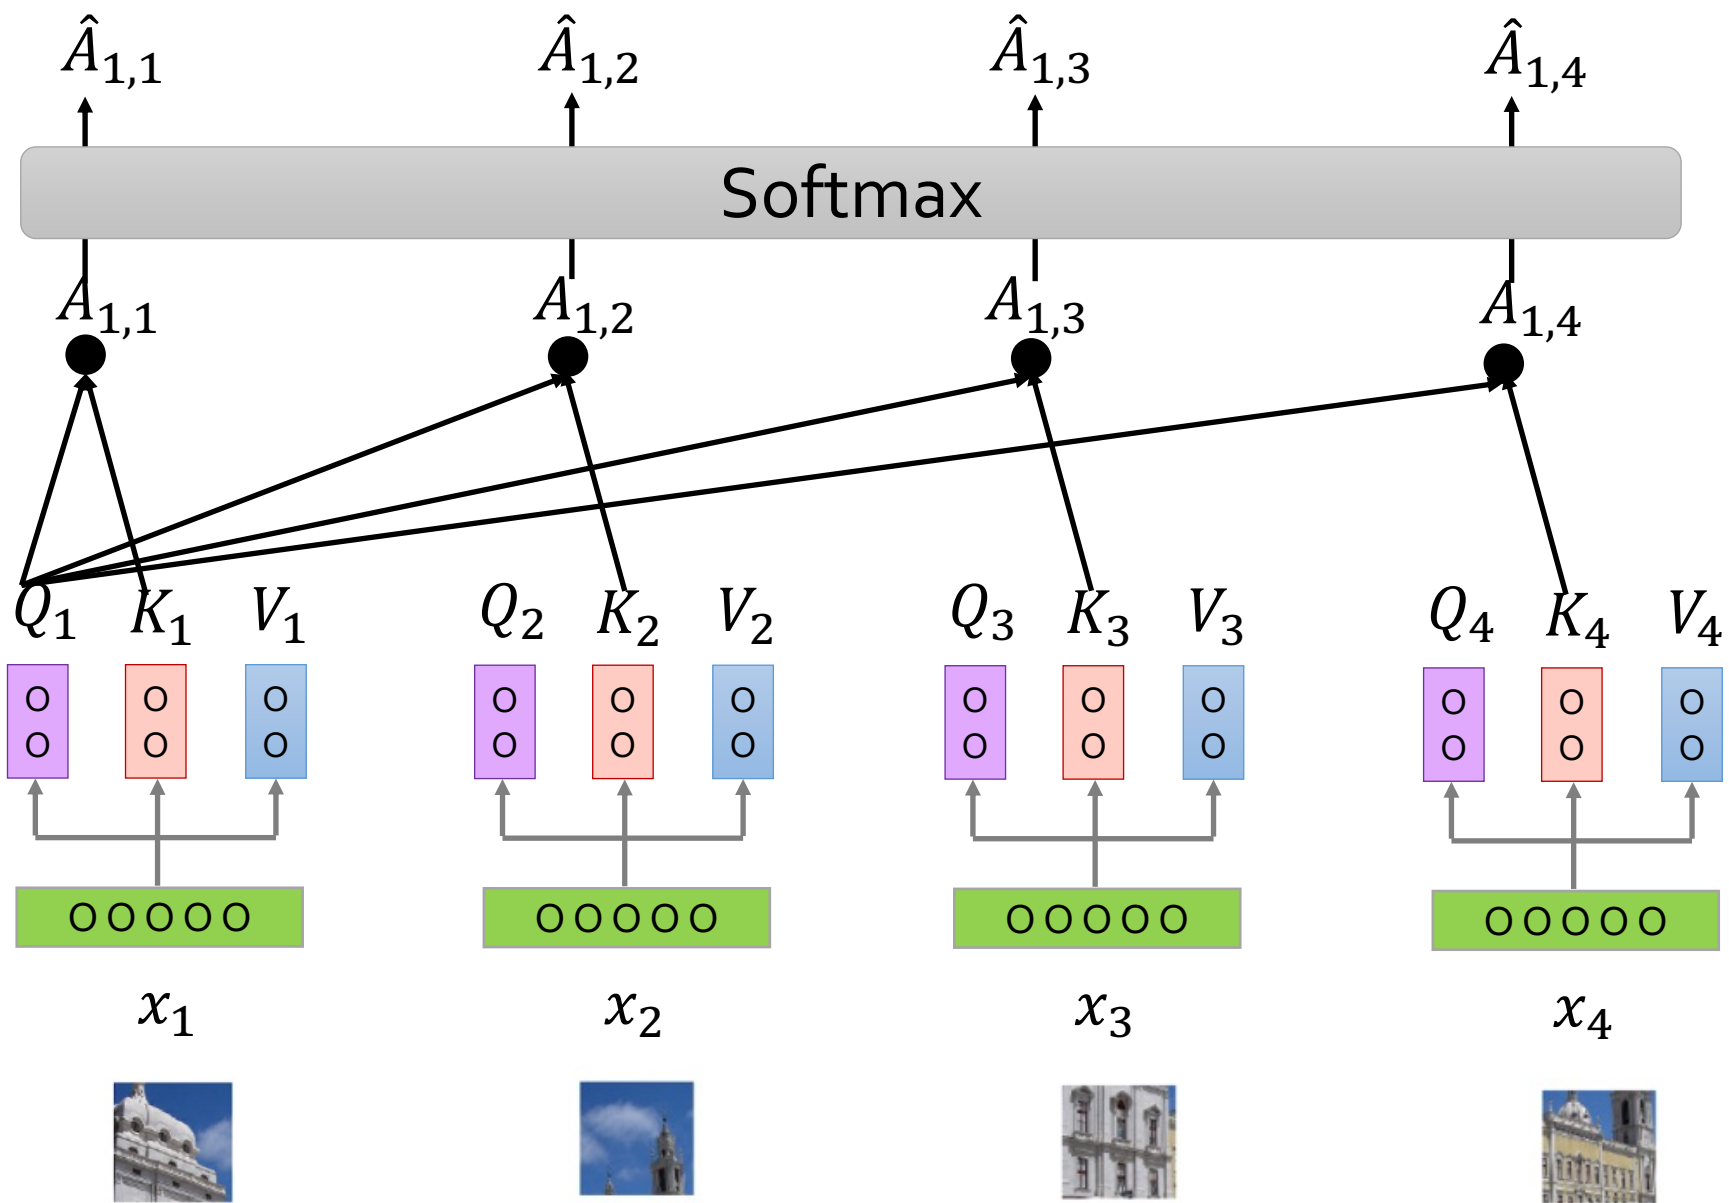 Â1,1 Â1,2 Â1,3 Â1,4
Softmax
A1,1 A1,2 A1,3 A1,4
Q1 K1 V1 Q2 K2 V2 Q3 K3 V3 Q4 K4 V4
O O O O O O O O O O O O
O O O O O O O O O O O O
O O O O O O O O O O O O O O O O O O O O
x1 x2 x3 x4